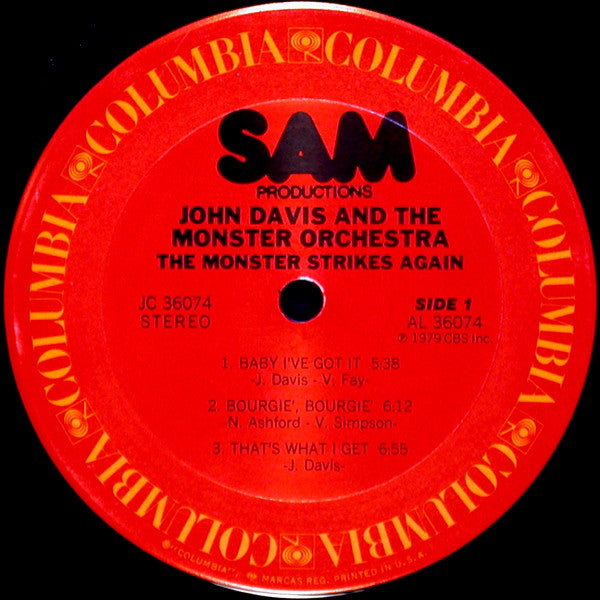 COLUMBIA COLUMBIA COLUMBIA COLUMBIA COLUMBIA COLUMBIA
SAM
PRODUCTIONS
JOHN DAVIS AND THE
MONSTER ORCHESTRA
THE MONSTER STRIKES AGAIN
JC 36074
STEREO
SIDE 1
AL 36074
℗ 1979 CBS Inc.
1. BABY I'VE GOT IT 5:38
-J. Davis - V. Fay-
2. BOURGIE', BOURGIE' 6:12
-N. Ashford - V. Simpson-
3. THAT'S WHAT I GET 6:55
-J. Davis-
"COLUMBIA", MARCAS REG. PRINTED IN U.S.A.